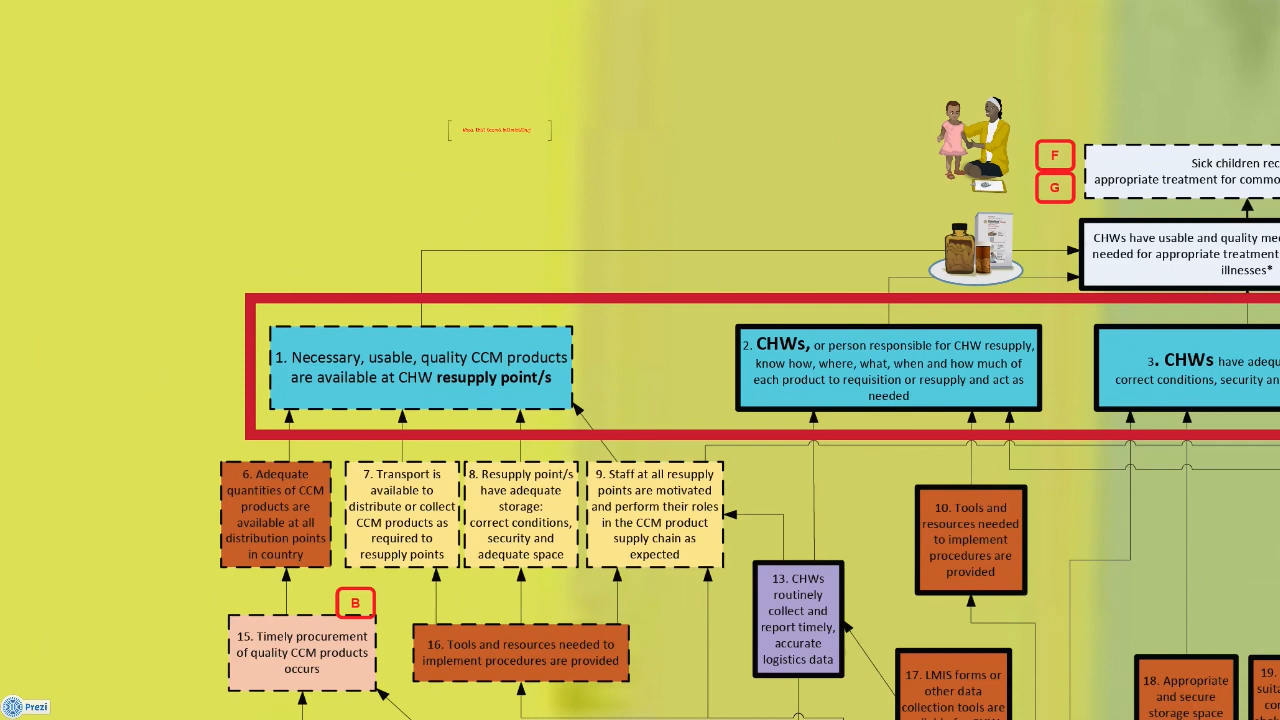 F
Sick children rec
appropriate treatment for commo
G
CHWs have usable and quality me
needed for appropriate treatment
illnesses*
1. Necessary, usable, quality CCM products
are available at CHW resupply point/s
2. CHWs, or person responsible for CHW resupply,
know how, where, what, when and how much of
each product to requisition or resupply and act as
needed
3. CHWs have adequ
correct conditions, security an
6. Adequate
quantities of CCM
products are
available at all
distribution points
in country
7. Transport is
available to
distribute or collect
CCM products as
required to
resupply points
8. Resupply point/s
have adequate
storage:
correct conditions,
security and
adequate space
9. Staff at all resupply
points are motivated
and perform their roles
in the CCM product
supply chain as
expected
10. Tools and
resources needed
to implement
procedures are
provided
13. CHWs
routinely
collect and
report timely,
accurate
logistics data
B
15. Timely procurement
of quality CCM products
occurs
16. Tools and resources needed to
implement procedures are provided
17. LMIS forms or
other data
collection tools are
18. Appropriate
and secure
storage space
19.
suita
con
Prezi